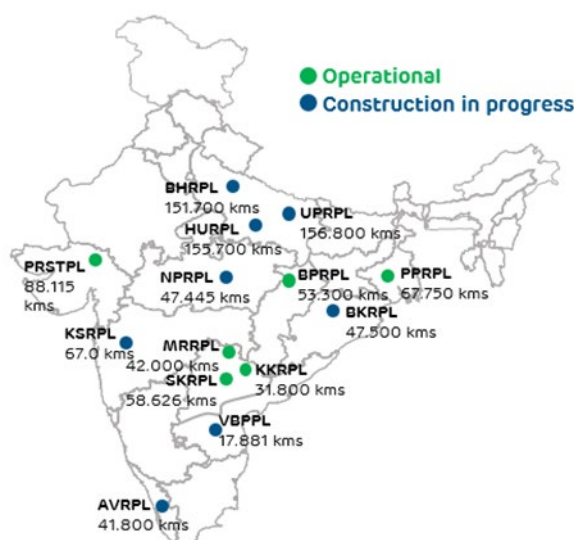 Operational
Construction in progress
BHRPL
151.700 kms
UPRPL
156.800 kms
HURPL
155.700 kms
PRSTPL
88.115
kms
NPRPL
47.445 kms
BPRPL
53.300 kms
PPRPL
67.750 kms
BKRPL
47.500 kms
KSRPL
67.0 kms
MRRPL
42.000 kms
KKRPL
31.800 kms
SKRPL
58.626 kms
VBPPL
17.881 kms
AVRPL
41.800 kms